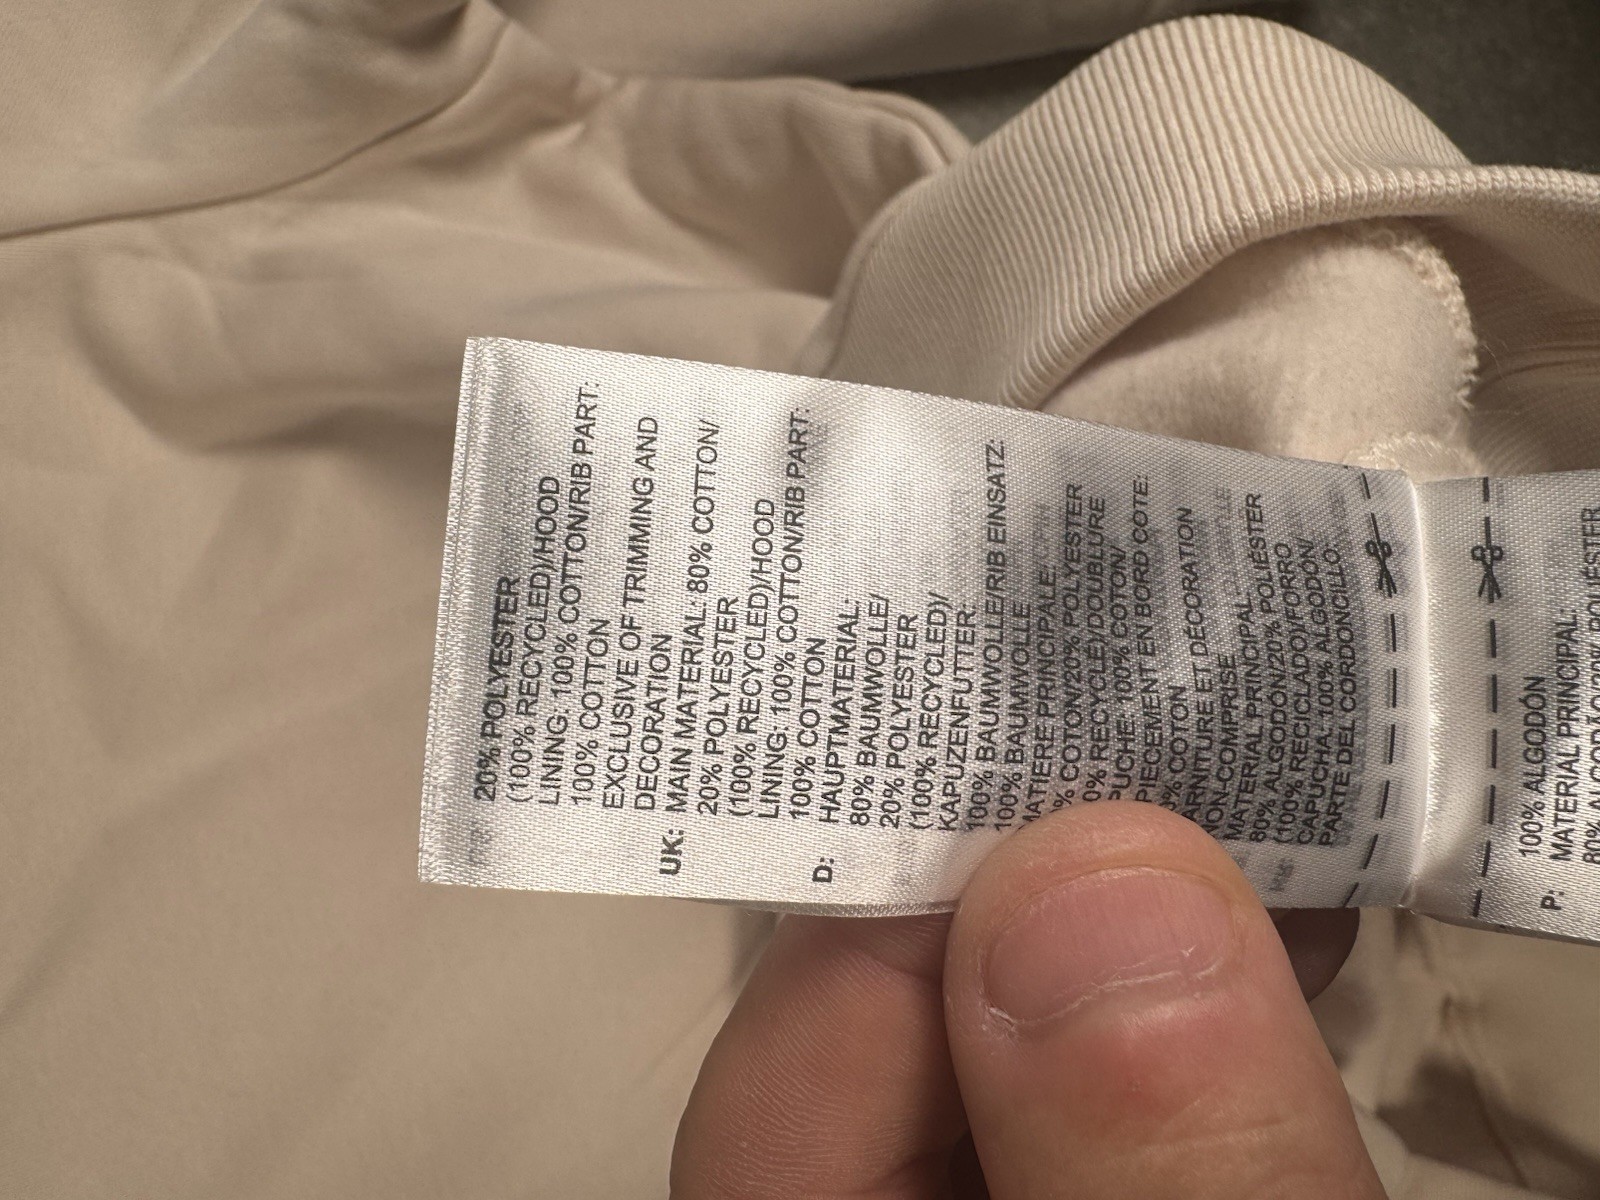 20% POLYESTER
(100% RECYCLED)/HOOD
LINING: 100% COTTON/RIB PART:
100% COTTON
EXCLUSIVE OF TRIMMING AND
DECORATION
UK: MAIN MATERIAL: 80% COTTON/
20% POLYESTER
(100% RECYCLED)/HOOD
LINING: 100% COTTON/RIB PART:
100% COTTON
D: HAUPTMATERIAL:
80% BAUMWOLLE/
20% POLYESTER
(100% RECYCLED)/
KAPUZENFUTTER:
100% BAUMWOLLE/RIB EINSATZ:
100% BAUMWOLLE
MATIERE PRINCIPALE:
COTON/20% POLYESTER
RECYCLÉ)/DOUBLURE
100% COTON/
PIECEMENT EN BORD COTE:
COTON
ET DÉCORATION
NON-COMPRISE
MATERIAL PRINCIPAL:
80% ALGODÓN/20% POLIÉSTER
(100% RECICLADO)/FORRO
CAPUCHA:100% ALGODÓN/
PARTE DEL CORDONCILLO:
100% ALGODÓN
P: MATERIAL PRINCIPAL:
POLIÉSTER